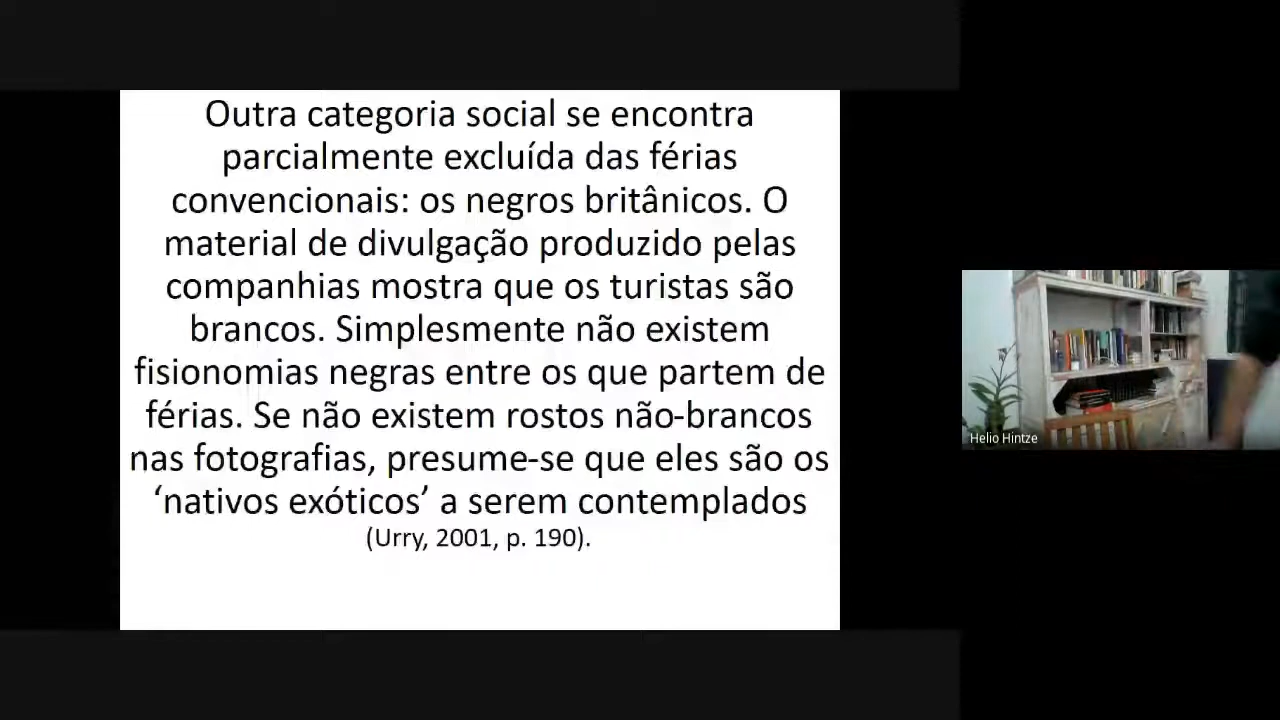 Outra categoria social se encontra
parcialmente excluída das férias
convencionais: os negros britânicos. O
material de divulgação produzido pelas
companhias mostra que os turistas são
brancos. Simplesmente não existem
fisionomias negras entre os que partem de
férias. Se não existem rostos não-brancos
nas fotografias, presume-se que eles são os
‘nativos exóticos’ a serem contemplados
(Urry, 2001, p. 190).
Helio Hintze